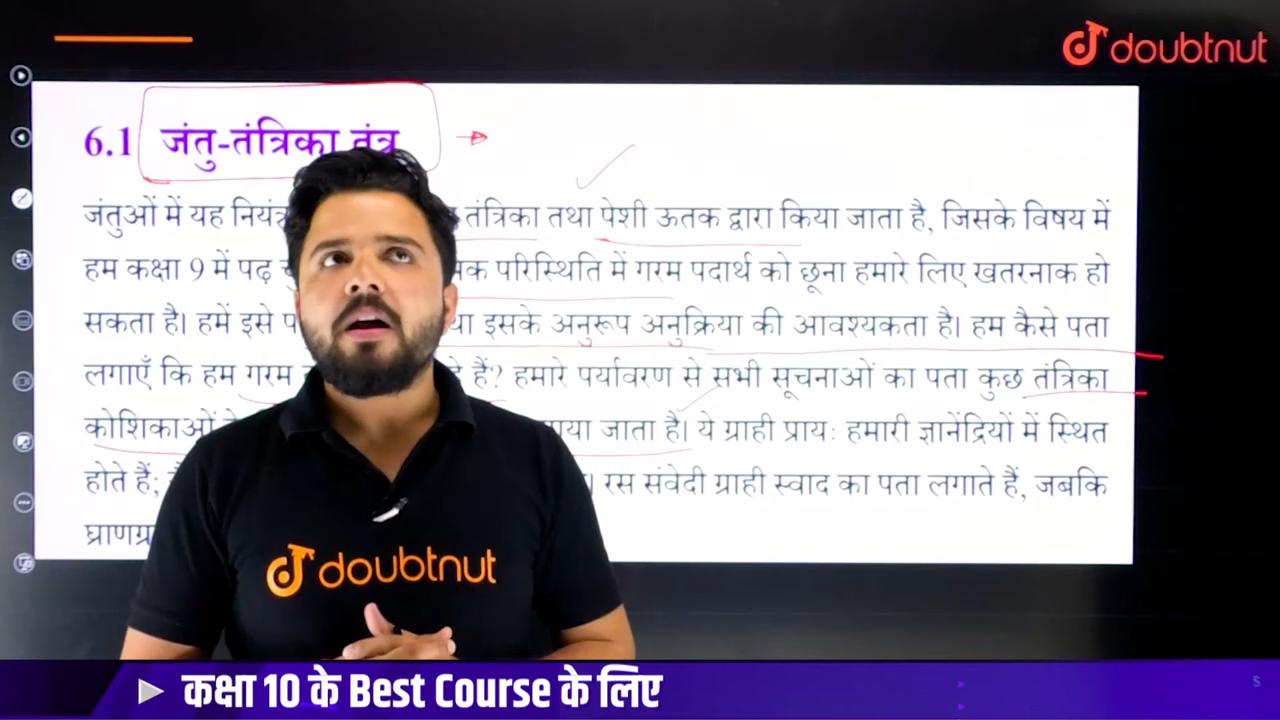 doubtnut
6.1 जंतु-तंत्रिका तंत्र
जंतुओं में यह तंत्रिका तथा पेशी ऊतक द्वारा किया जाता है, जिसके विषय में
हम कक्षा 9 में पढ़ परिस्थिति में गरम पदार्थ को छूना हमारे लिए खतरनाक हो
सकता है। हमें इसे इसके अनुरूप अनुक्रिया की आवश्यकता है। हम कैसे पता
लगाएँ कि हम गरम हैं? हमारे पर्यावरण से सभी सूचनाओं का पता कुछ तंत्रिका
कोशिकाओं जाता है। ये ग्राही प्रायः हमारी ज्ञानेंद्रियों में स्थित
होते हैं; रस संवेदी ग्राही स्वाद का पता लगाते हैं, जबकि
doubtnut
कक्षा 10 के Best Course के लिए